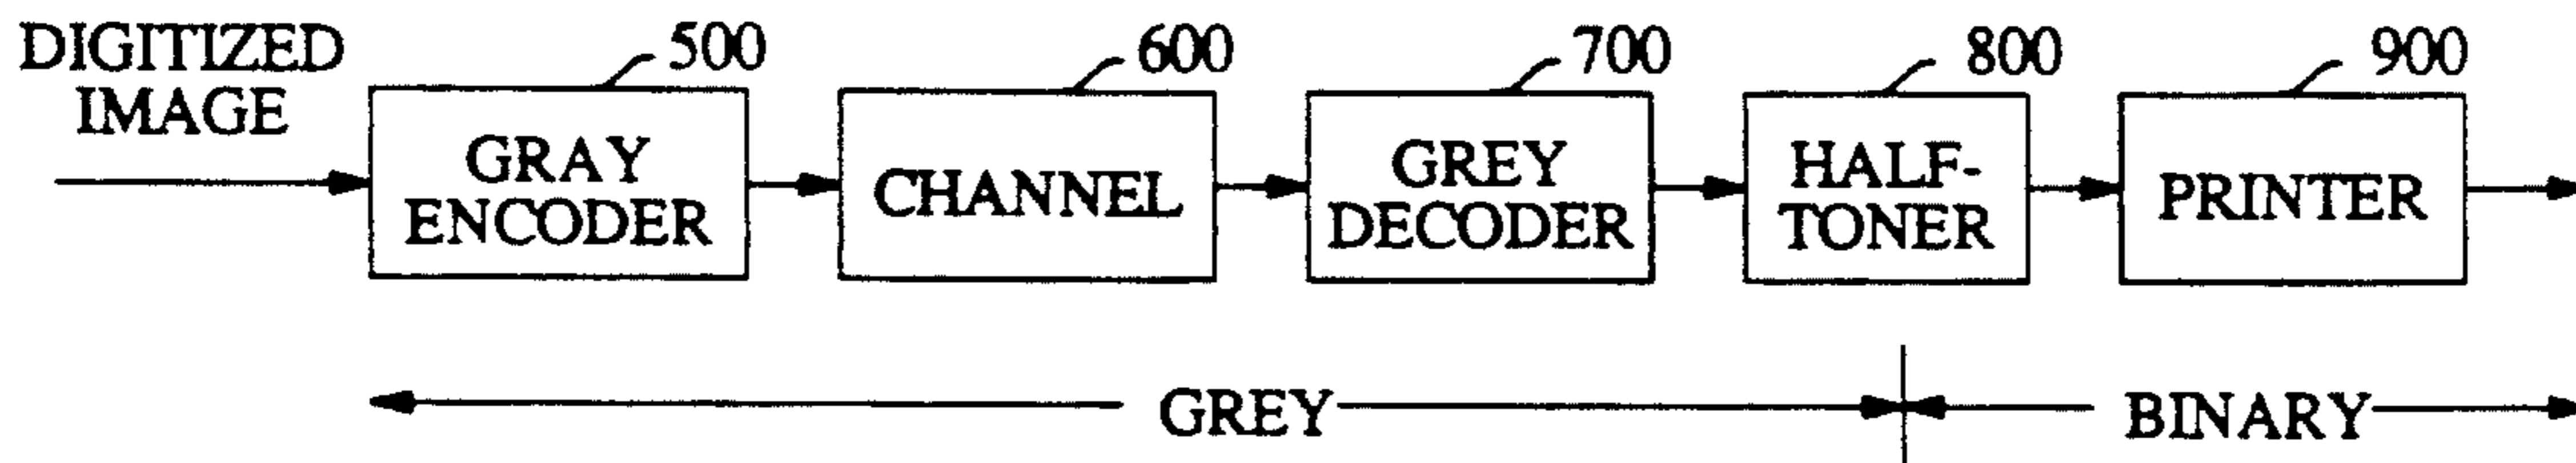 DIGITIZED
IMAGE
500
600
700
800
900
GRAY
ENCODER
CHANNEL
GREY
DECODER
HALF-
TONER
PRINTER
GREY
BINARY